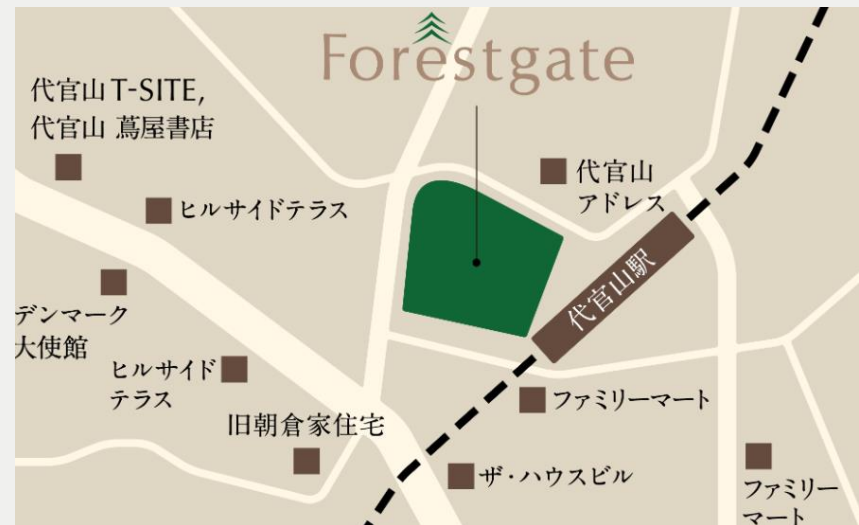 Forestgate
代官山 T-SITE,
代官山 蔦屋書店
代官山
アドレス
ヒルサイドテラス
代官山駅
デンマーク
大使館
ヒルサイド
テラス
ファミリーマート
旧朝倉家住宅
ザ・ハウスビル
ファミリー
マート